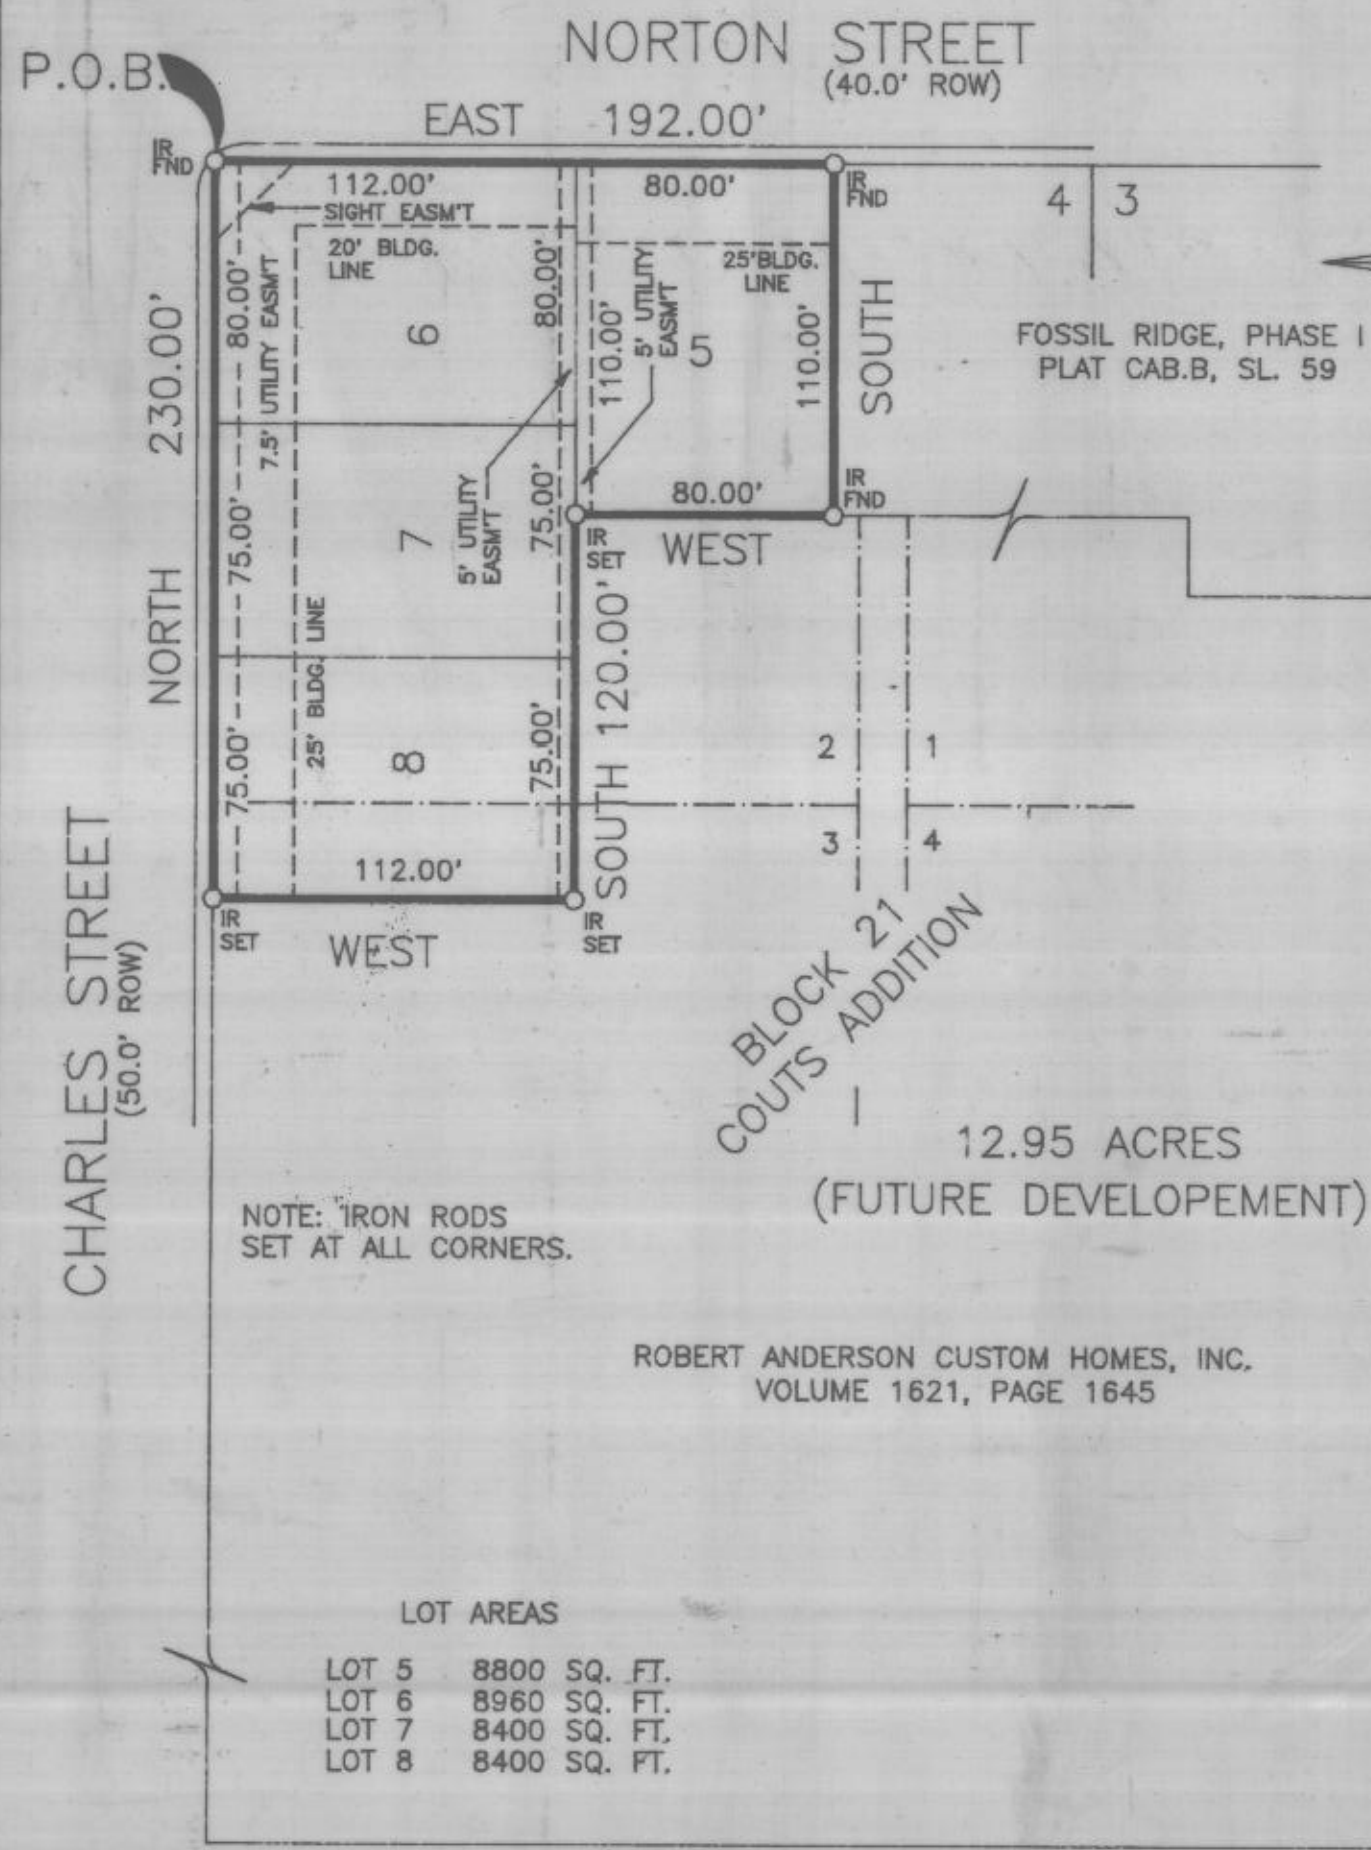 NORTON STREET
(40.0' ROW)
P.O.B.
EAST 192.00'
IR
FND
112.00'
SIGHT EASM'T
20' BLDG.
LINE
80.00'
7.5' UTILITY EASM'T
6
80.00'
80.00'
IR
FND
25'BLDG.
LINE
5' UTILITY
EASM'T
110.00'
5
110.00'
SOUTH
4 3
FOSSIL RIDGE, PHASE I
PLAT CAB.B, SL. 59
NORTH 230.00'
75.00'
7
5' UTILITY
EASM'T
75.00'
80.00'
IR
FND
IR
SET
WEST
25' BLDG. LINE
75.00'
8
75.00'
SOUTH 120.00'
2 1
3 4
112.00'
IR
SET
WEST
IR
SET
CHARLES STREET
(50.0' ROW)
BLOCK 21
COUTS ADDITION
12.95 ACRES
(FUTURE DEVELOPEMENT)
NOTE: IRON RODS
SET AT ALL CORNERS.
ROBERT ANDERSON CUSTOM HOMES, INC.
VOLUME 1621, PAGE 1645
LOT AREAS
LOT 5 8800 SQ. FT.
LOT 6 8960 SQ. FT.
LOT 7 8400 SQ. FT.
LOT 8 8400 SQ. FT.